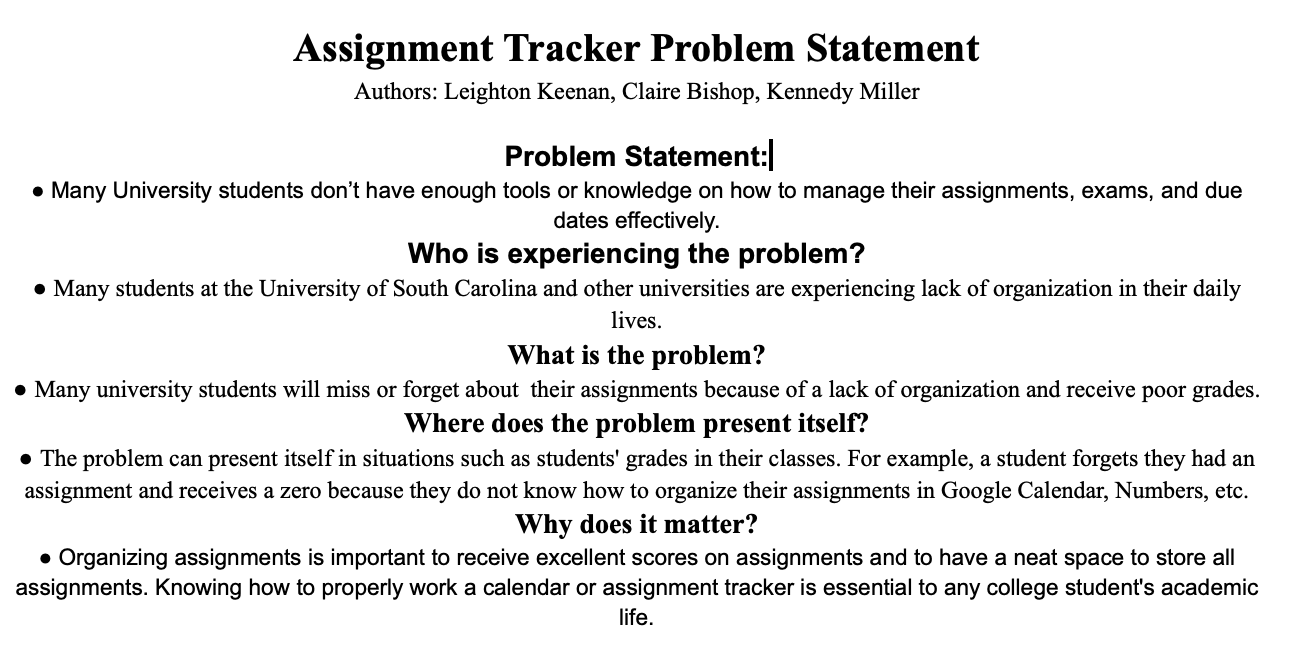 Assignment Tracker Problem Statement
Authors: Leighton Keenan, Claire Bishop, Kennedy Miller
Problem Statement:
● Many University students don’t have enough tools or knowledge on how to manage their assignments, exams, and due
dates effectively.
Who is experiencing the problem?
● Many students at the University of South Carolina and other universities are experiencing lack of organization in their daily
lives.
What is the problem?
● Many university students will miss or forget about  their assignments because of a lack of organization and receive poor grades.
Where does the problem present itself?
● The problem can present itself in situations such as students' grades in their classes. For example, a student forgets they had an
assignment and receives a zero because they do not know how to organize their assignments in Google Calendar, Numbers, etc.
Why does it matter?
● Organizing assignments is important to receive excellent scores on assignments and to have a neat space to store all
assignments. Knowing how to properly work a calendar or assignment tracker is essential to any college student's academic
life.